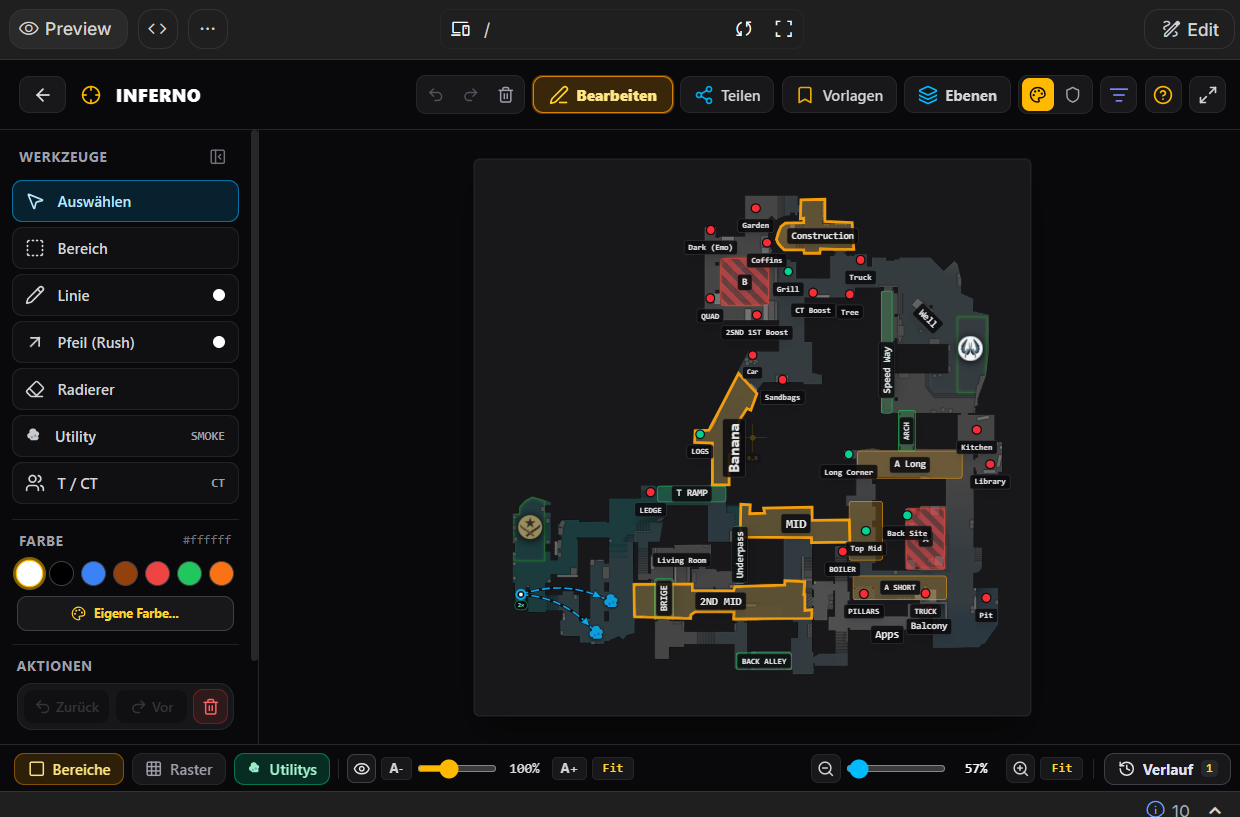 Preview
/
Edit
INFERNO
Bearbeiten
Teilen
Vorlagen
Ebenen
WERKZEUGE
Auswählen
Bereich
Linie
Pfeil (Rush)
Radierer
Utility
SMOKE
T / CT
CT
FARBE
#ffffff
Eigene Farbe...
AKTIONEN
Zurück
Vor
Garden
Construction
Dark (Emo)
Coffins
B
Truck
Grill
CT Boost
Tree
QUAD
2SND 1ST Boost
Well
Speed Way
Car
Sandbags
Banana
LOGS
ARCH
Kitchen
A Long
Long Corner
Library
T RAMP
LEDGE
MID
Back Site
Underpass
Top Mid
Living Room
BOILER
A SHORT
BRIGE
2ND MID
PILLARS
TRUCK
Pit
Balcony
Apps
BACK ALLEY
2x
Bereiche
Raster
Utilitys
A-
100%
A+
Fit
57%
Fit
Verlauf
1
10